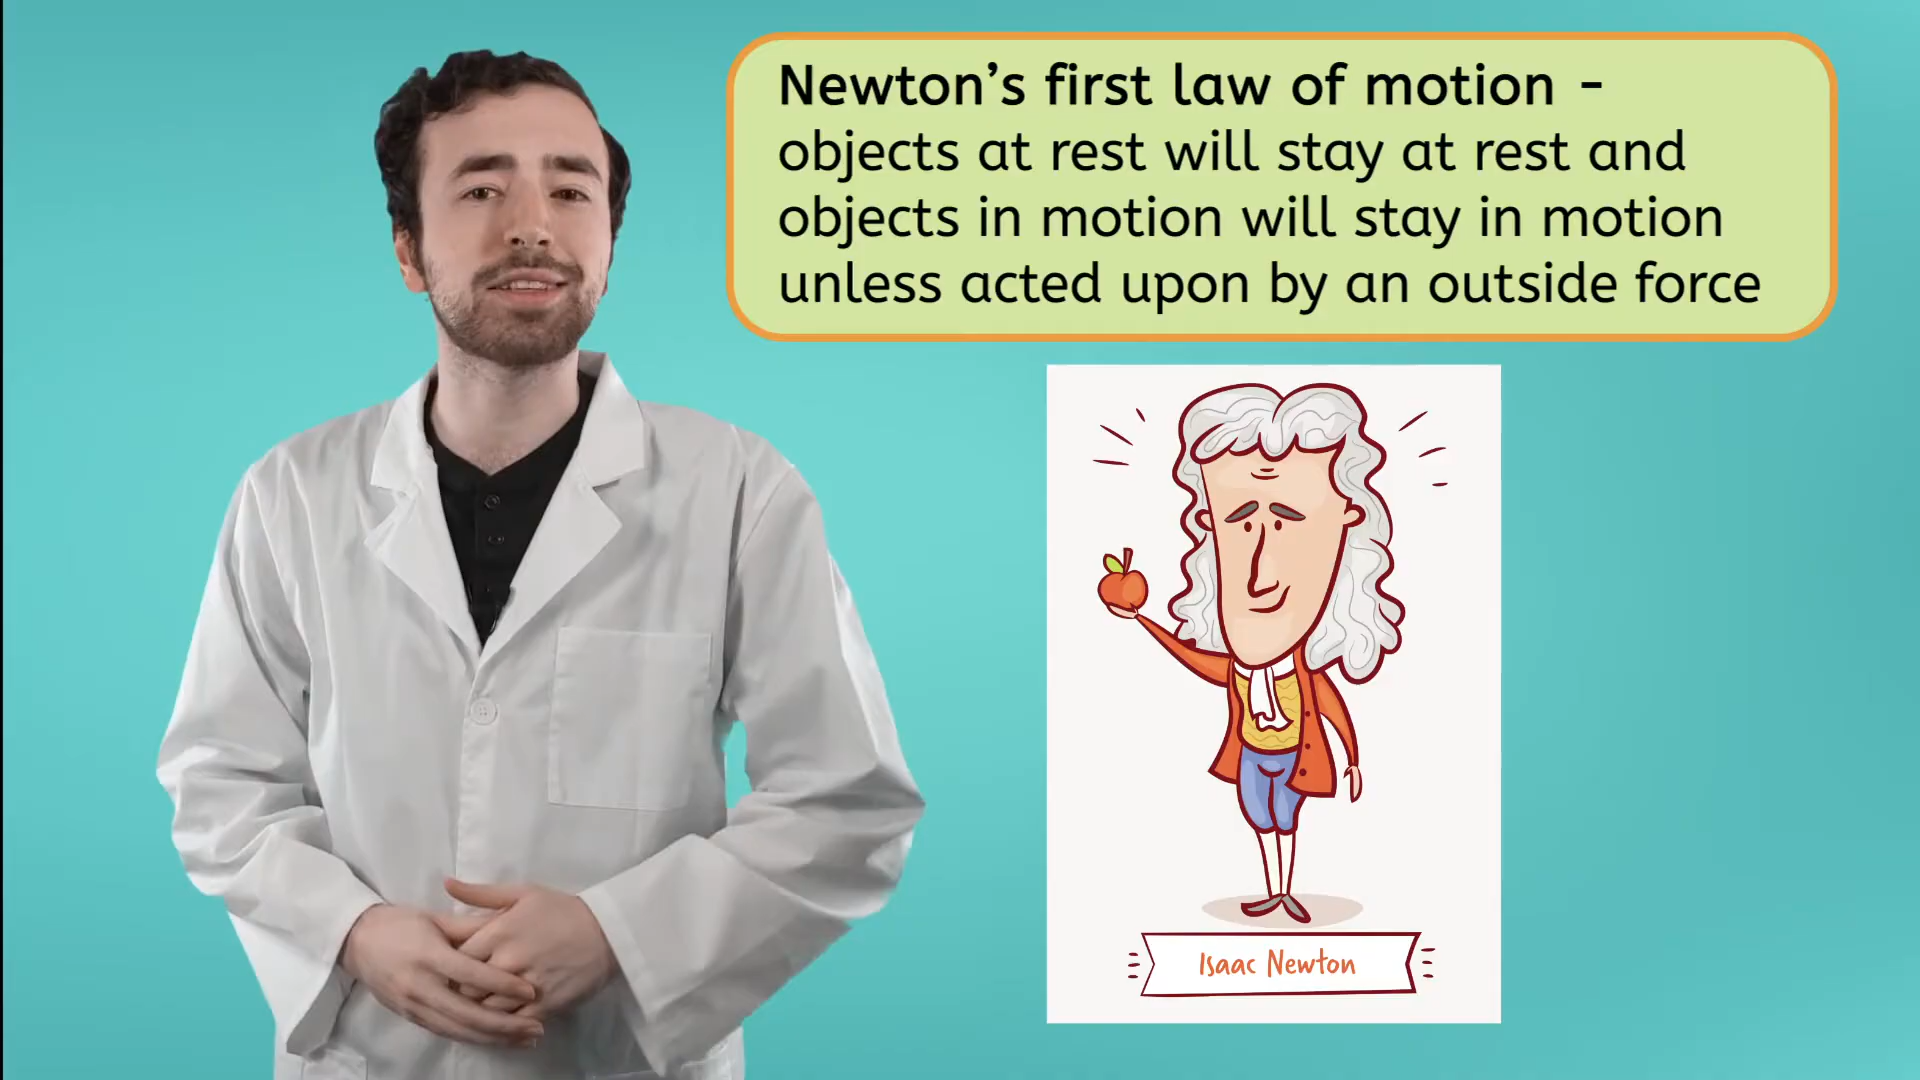 Newton’s first law of motion -
objects at rest will stay at rest and
objects in motion will stay in motion
unless acted upon by an outside force
Isaac Newton